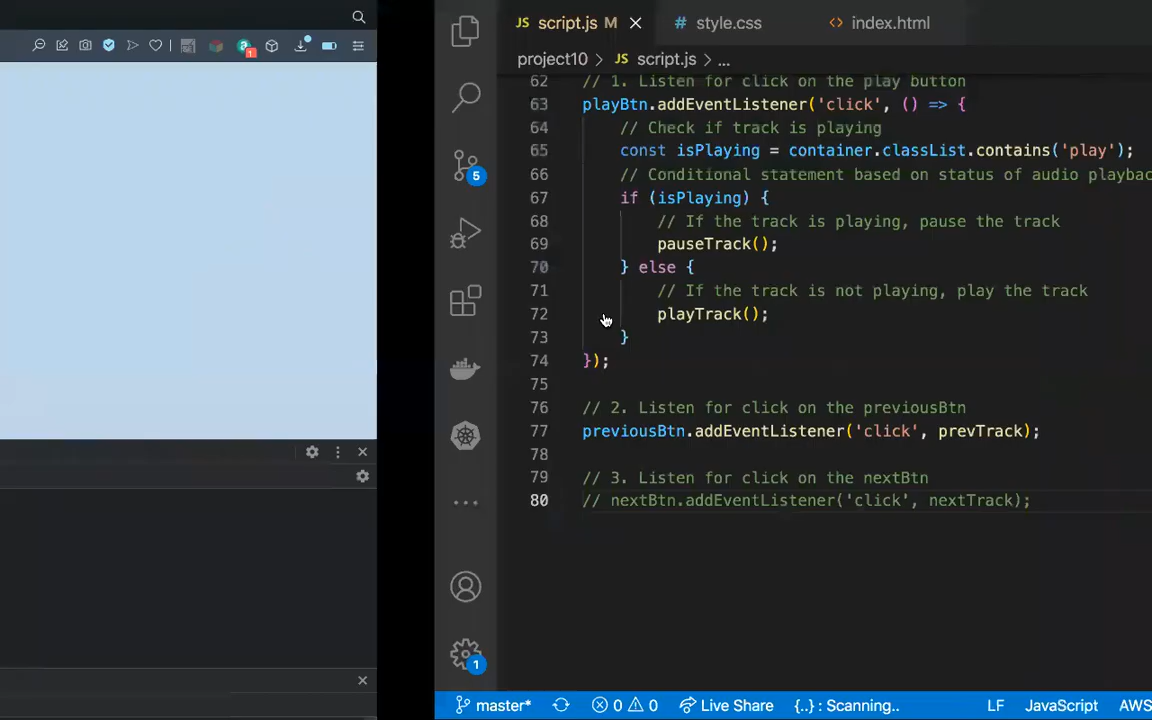 1
script.js M
style.css
index.html
project10 > script.js > ...
62 // 1. Listen for click on the play button
63 playBtn.addEventListener('click', () => {
64 // Check if track is playing
65 const isPlaying = container.classList.contains('play');
66 // Conditional statement based on status of audio playbac
67 if (isPlaying) {
68 // If the track is playing, pause the track
69 pauseTrack();
70 } else {
71 // If the track is not playing, play the track
72 playTrack();
73 }
74 });
75
76 // 2. Listen for click on the previousBtn
77 previousBtn.addEventListener('click', prevTrack);
78
79 // 3. Listen for click on the nextBtn
80 // nextBtn.addEventListener('click', nextTrack);
5
1
master* 0 0 Live Share {..} : Scanning.. LF JavaScript AWS